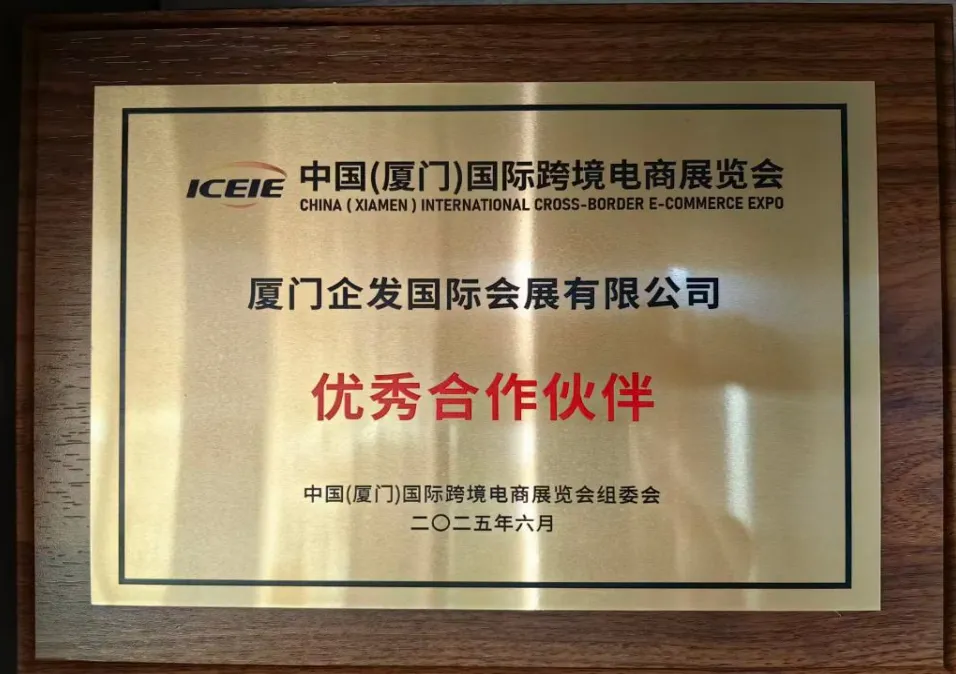 ICEIE 中国(厦门)国际跨境电商展览会
CHINA ( XIAMEN ) INTERNATIONAL CROSS-BORDER E-COMMERCE EXPO
厦门企发国际会展有限公司
优秀合作伙伴
中国(厦门)国际跨境电商展览会组委会
二〇二五年六月